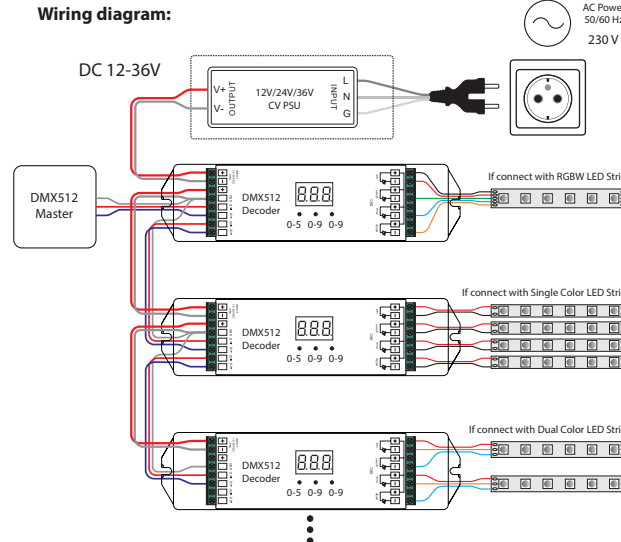 Wiring diagram:
AC Powe
50/60 Hz
230 V
DC 12-36V
V+
V-
OUTPUT
12V/24V/36V
CV PSU
INPUT
L
N
G
DMX512
Master
DMX512
Decoder
0-5 0-9 0-9
If connect with RGBW LED Stri
DMX512
Decoder
0-5 0-9 0-9
If connect with Single Color LED Stri
DMX512
Decoder
0-5 0-9 0-9
If connect with Dual Color LED Stri